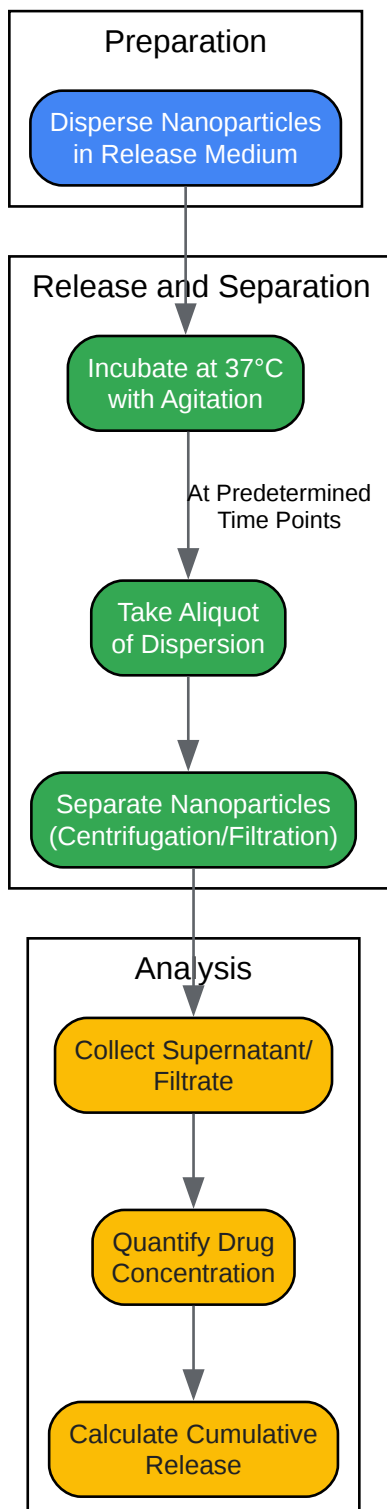 Preparation
Disperse Nanoparticles
in Release Medium
Release and Separation
Incubate at 37°C
with Agitation
At Predetermined
Time Points
Take Aliquot
of Dispersion
Separate Nanoparticles
(Centrifugation/Filtration)
Analysis
Collect Supernatant/
Filtrate
Quantify Drug
Concentration
Calculate Cumulative
Release